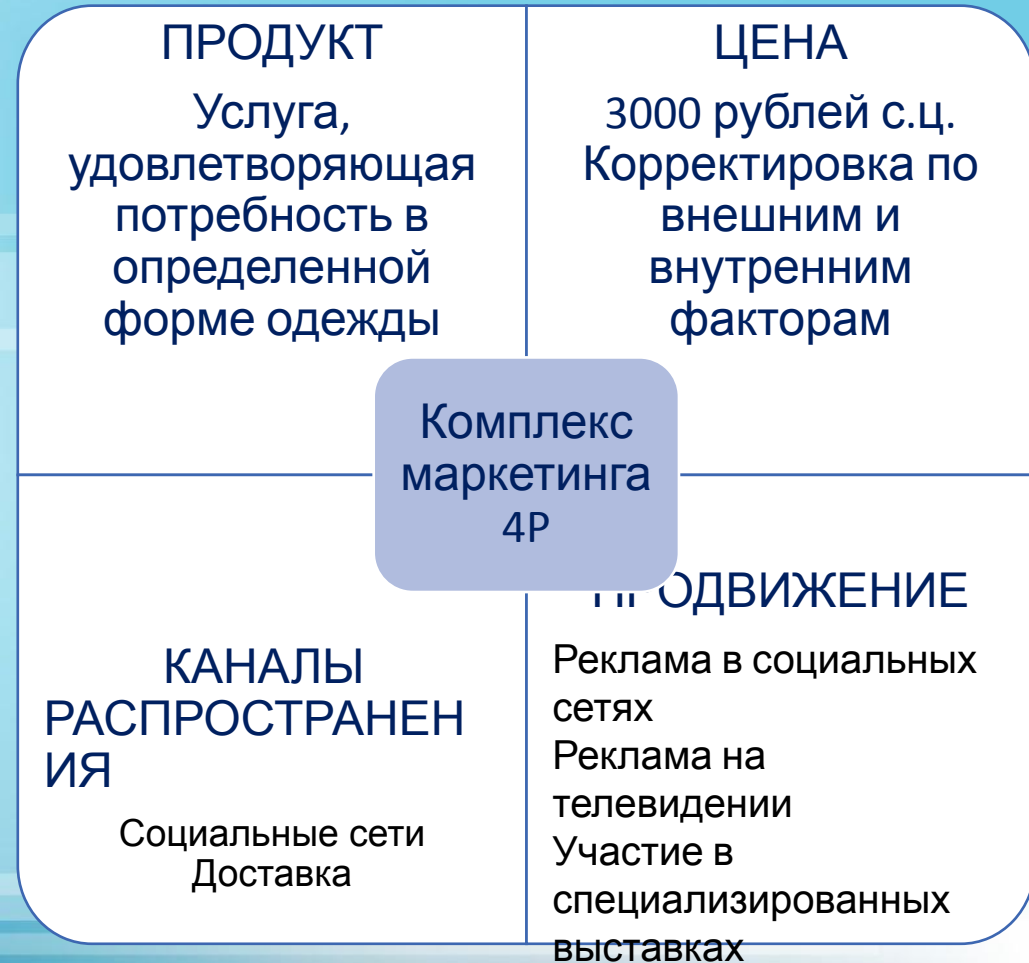 ПРОДУКТ
Услуга,
удовлетворяющая
потребность в
определенной
форме одежды
ЦЕНА
3000 рублей с.ц.
Корректировка по
внешним и
внутренним
факторам
Комплекс
маркетинга
4P
КАНАЛЫ
РАСПРОСТРАНЕН
ИЯ
Социальные сети
Доставка
ПРОДВИЖЕНИЕ
Реклама в социальных
сетях
Реклама на
телевидении
Участие в
специализированных
выставках